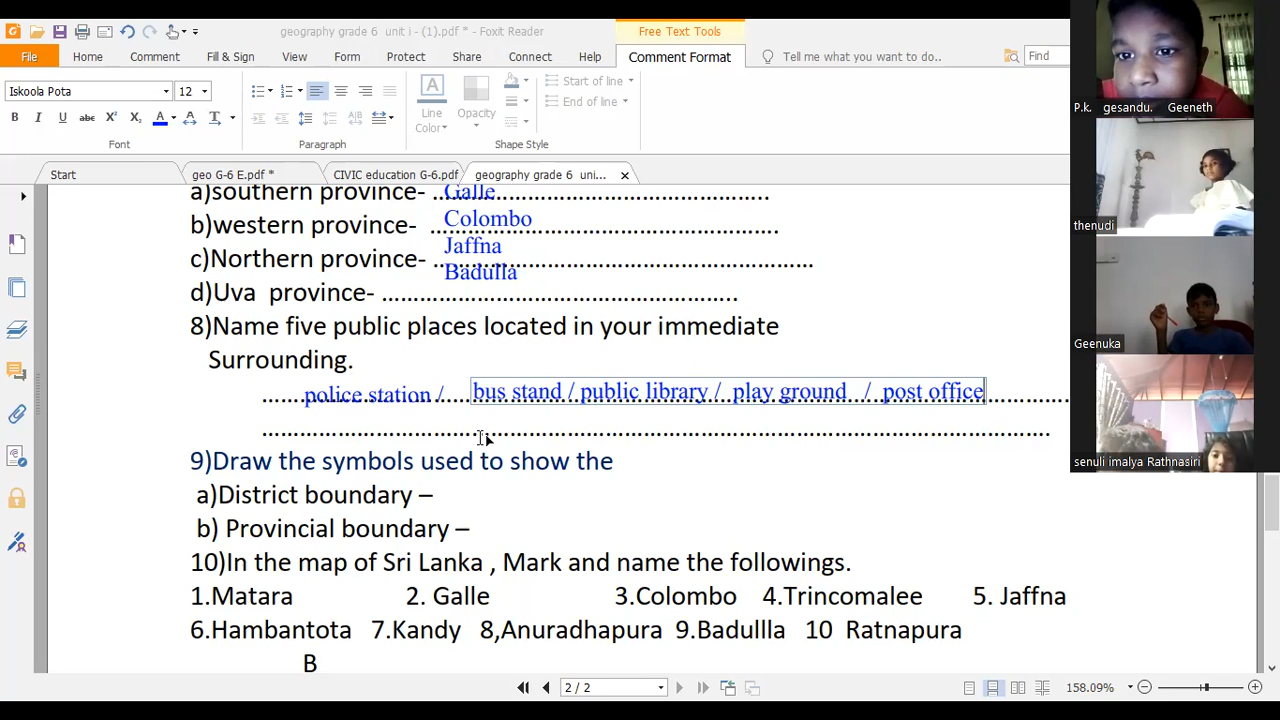 geography grade 6 unit i - (1).pdf * - Foxit Reader
Free Text Tools
File Home Comment Fill & Sign View Form Protect Share Connect Help Comment Format Tell me what you want to do.. Find
Iskoola Pota 12
Line Color Opacity Start of line End of line
B I U abc X² X₂ A T
Font Paragraph Shape Style
Start geo G-6 E.pdf * CIVIC education G-6.pdf geography grade 6 uni...
a)southern province- Galle
b)western province- Colombo
c)Northern province- Jaffna
d)Uva province- Badulla
8)Name five public places located in your immediate
Surrounding.
police station / bus stand / public library / play ground / post office
9)Draw the symbols used to show the
a)District boundary –
b) Provincial boundary –
10)In the map of Sri Lanka , Mark and name the followings.
1.Matara 2. Galle 3.Colombo 4.Trincomalee 5. Jaffna
6.Hambantota 7.Kandy 8,Anuradhapura 9.Badullla 10 Ratnapura
B
2 / 2 158.09%
P.k. gesandu. Geeneth
thenudi
Geenuka
senuli imalya Rathnasiri